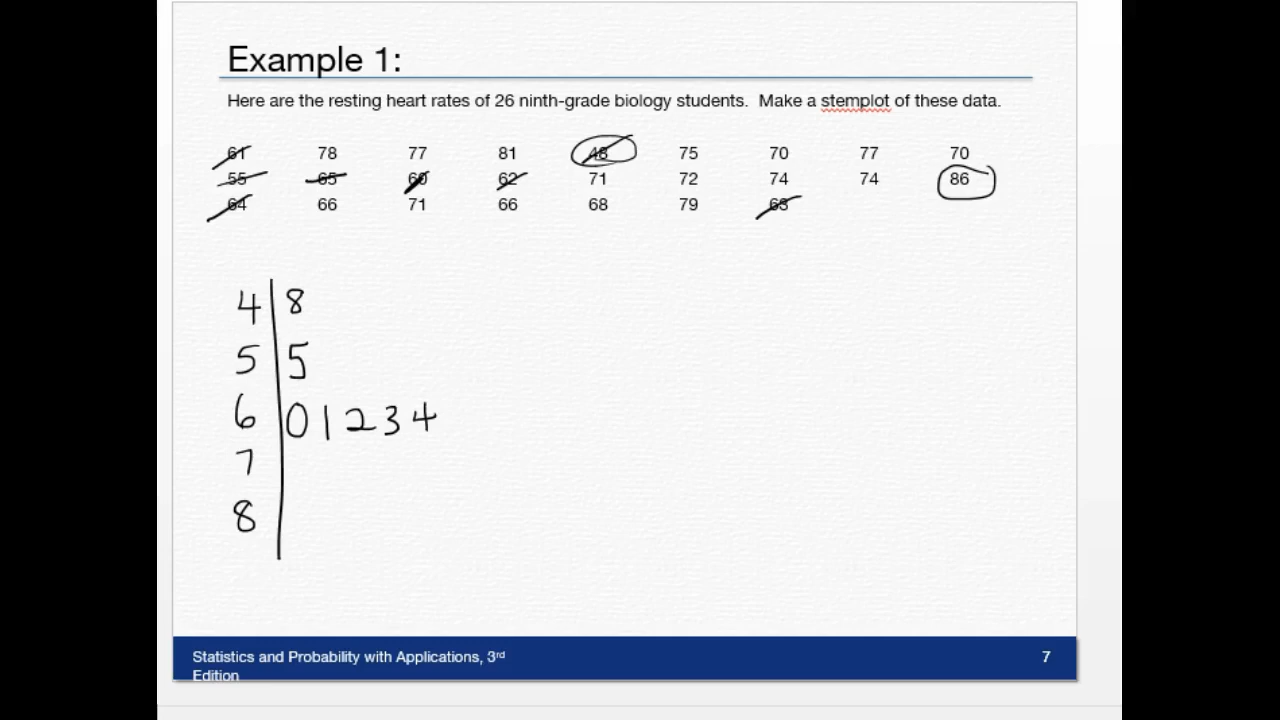 Example 1:
Here are the resting heart rates of 26 ninth-grade biology students.  Make a stemplot of these data.
61 78 77 81 48 75 70 77 70
55 65 60 62 71 72 74 74 86
64 66 71 66 68 79 63
4 | 8
5 | 5
6 | 0 1 2 3 4
7 |
8 |
Statistics and Probability with Applications, 3rd
Edition
7